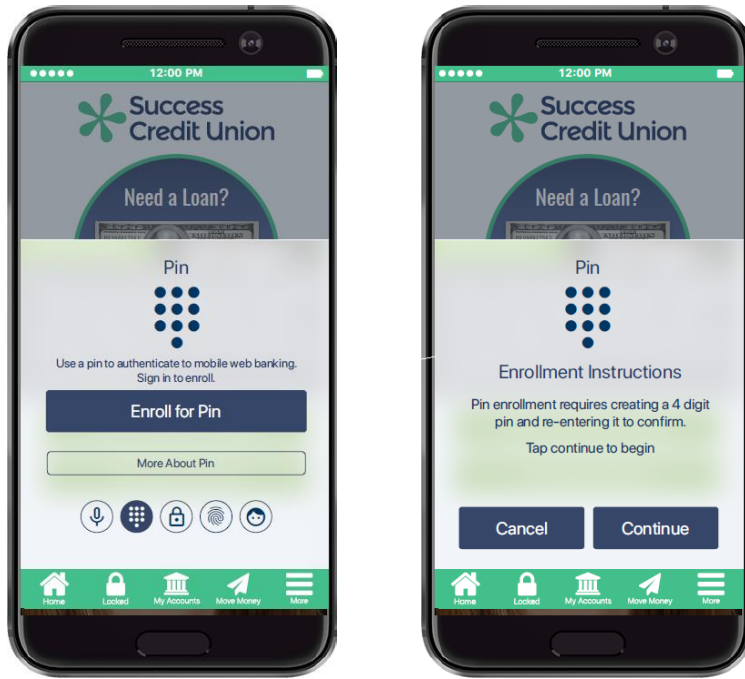 12:00 PM
Success
Credit Union
Need a Loan?
Pin
Use a pin to authenticate to mobile web banking.
Sign in to enroll.
Enroll for Pin
More About Pin
Home
Locked
My Accounts
Move Money
More
12:00 PM
Success
Credit Union
Need a Loan?
Pin
Enrollment Instructions
Pin enrollment requires creating a 4 digit
pin and re-entering it to confirm.
Tap continue to begin
Cancel
Continue
Home
Locked
My Accounts
Move Money
More